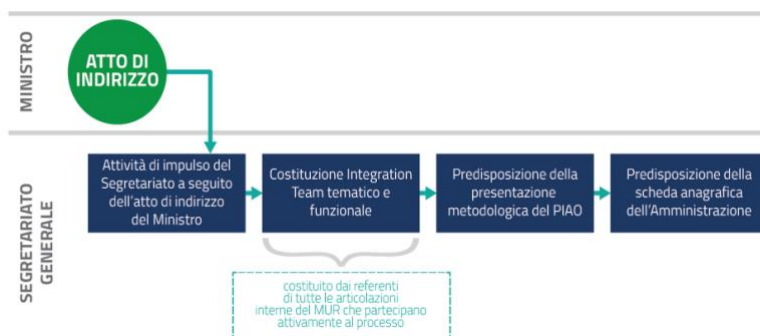 MINISTRO
ATTO DI
INDIRIZZO
SEGRETARIATO
GENERALE
Attività di impulso del
Segretariato a seguito
dell'atto di indirizzo
del Ministro
Costituzione Integration
Team tematico e
funzionale
Predisposizione della
presentazione
metodologica del PIAO
Predisposizione della
scheda anagrafica
dell'Amministrazione
costituito dai referenti
di tutte le articolazioni
interne del MUR che partecipano
attivamente al processo